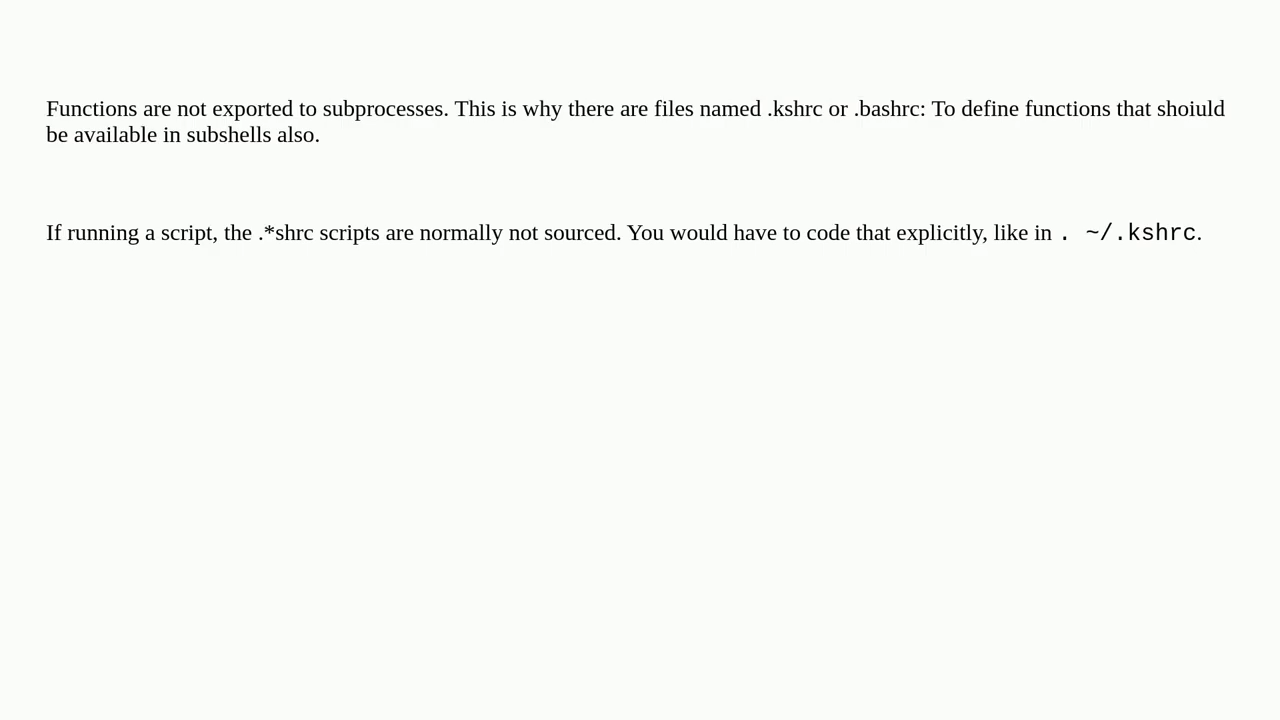 Functions are not exported to subprocesses. This is why there are files named .kshrc or .bashrc: To define functions that shoiuld
be available in subshells also.
If running a script, the .*shrc scripts are normally not sourced. You would have to code that explicitly, like in . ~/.kshrc.